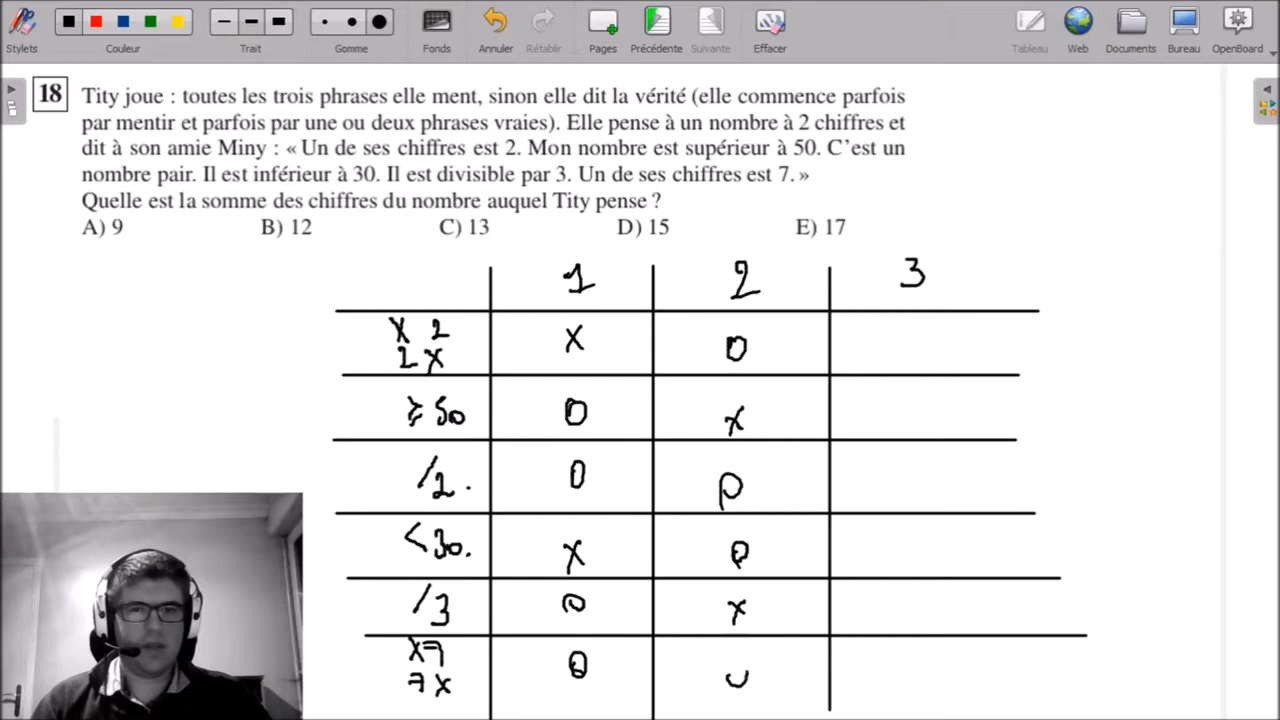 Stylets Couleur Trait Gomme Fonds Annuler Rétablir Pages Précédente Suivante Effacer Tableau Web Documents Bureau OpenBoard
18 Tity joue : toutes les trois phrases elle ment, sinon elle dit la vérité (elle commence parfois
par mentir et parfois par une ou deux phrases vraies). Elle pense à un nombre à 2 chiffres et
dit à son amie Miny : « Un de ses chiffres est 2. Mon nombre est supérieur à 50. C’est un
nombre pair. Il est inférieur à 30. Il est divisible par 3. Un de ses chiffres est 7. »
Quelle est la somme des chiffres du nombre auquel Tity pense ?
A) 9 B) 12 C) 13 D) 15 E) 17
1 2 3
X 2
2 X
X O
≥ 50 O X
/2. O O
<30. X O
/3 O X
X7
7X
O